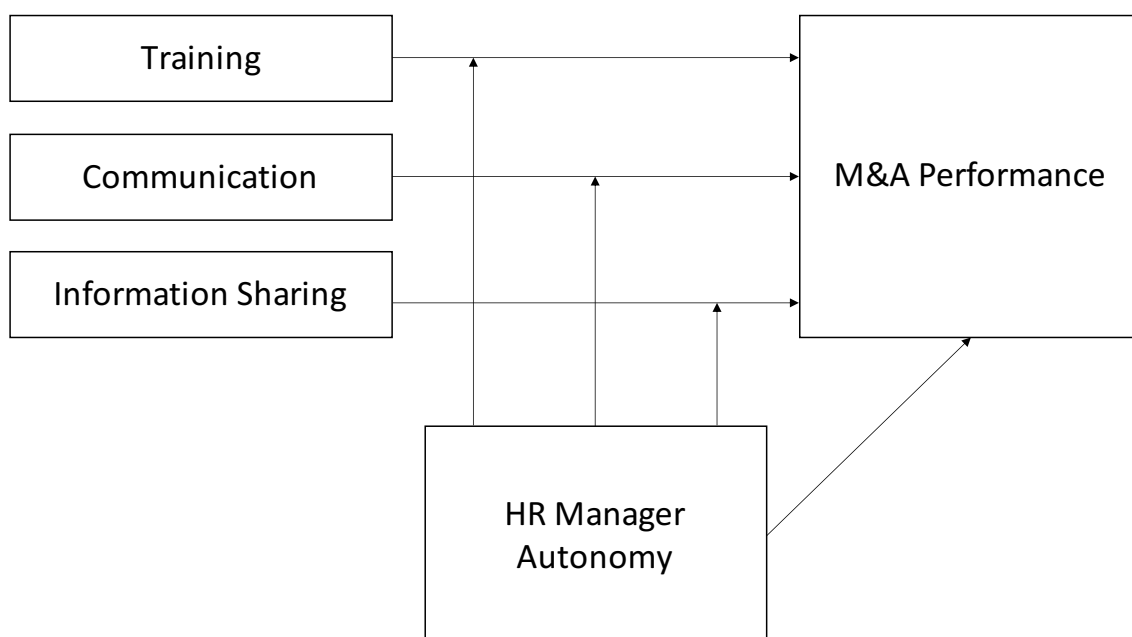 Training
Communication
Information Sharing
M&A Performance
HR Manager
Autonomy